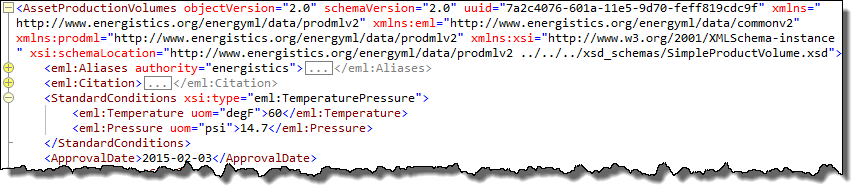 <AssetProductionVolumes objectVersion="2.0" schemaVersion="2.0" uuid="7a2c4076-601a-11e5-9d70-feff819cdc9f" xmlns="
http://www.energistics.org/energyml/data/prodmlv2" xmlns:eml="http://www.energistics.org/energyml/data/commonv2"
xmlns:prodml="http://www.energistics.org/energyml/data/prodmlv2" xmlns:xsi="http://www.w3.org/2001/XMLSchema-instance
" xsi:schemaLocation="http://www.energistics.org/energyml/data/prodmlv2 ../../../xsd_schemas/SimpleProductVolume.xsd">
<eml:Aliases authority="energistics">...</eml:Aliases>
<eml:Citation>...</eml:Citation>
<StandardConditions xsi:type="eml:TemperaturePressure">
<eml:Temperature uom="degF">60</eml:Temperature>
<eml:Pressure uom="psi">14.7</eml:Pressure>
</StandardConditions>
<ApprovalDate>2015-02-03</ApprovalDate>